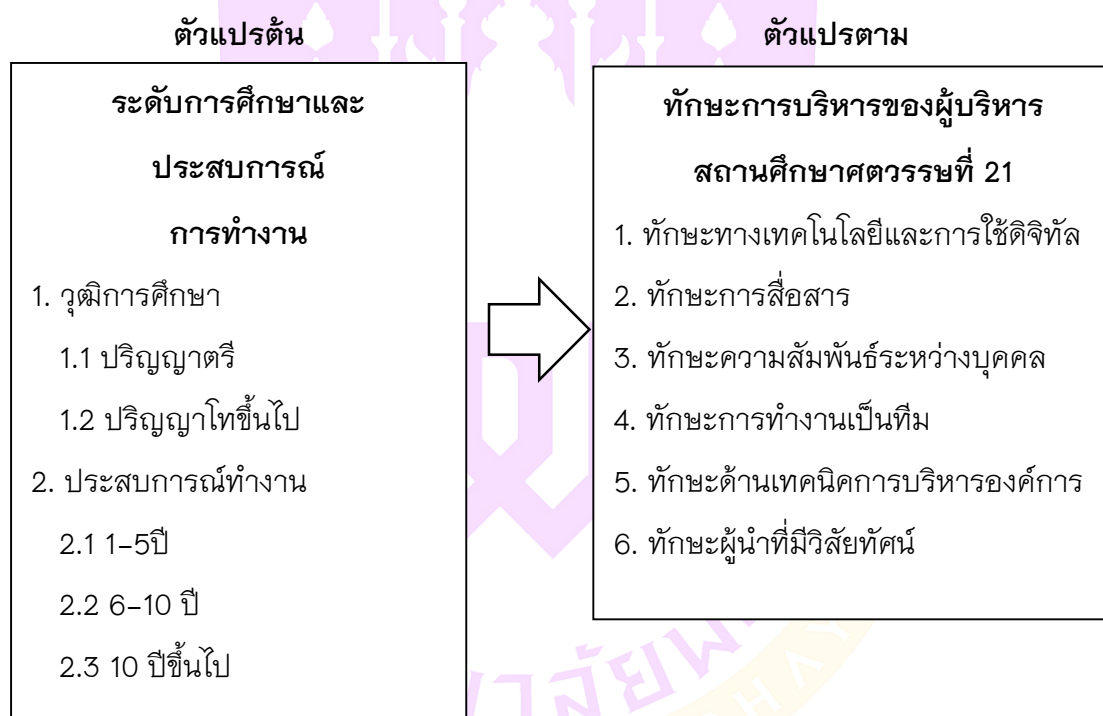 ตัวแปรต้น
ระดับการศึกษาและ
ประสบการณ์
การทำงาน
1. วุฒิการศึกษา
1.1 ปริญญาตรี
1.2 ปริญญาโทขึ้นไป
2. ประสบการณ์ทำงาน
2.1 1–5ปี
2.2 6–10 ปี
2.3 10 ปีขึ้นไป
ตัวแปรตาม
ทักษะการบริหารของผู้บริหาร
สถานศึกษาศตวรรษที่ 21
1. ทักษะทางเทคโนโลยีและการใช้ดิจิทัล
2. ทักษะการสื่อสาร
3. ทักษะความสัมพันธ์ระหว่างบุคคล
4. ทักษะการทำงานเป็นทีม
5. ทักษะด้านเทคนิคการบริหารองค์การ
6. ทักษะผู้นำที่มีวิสัยทัศน์